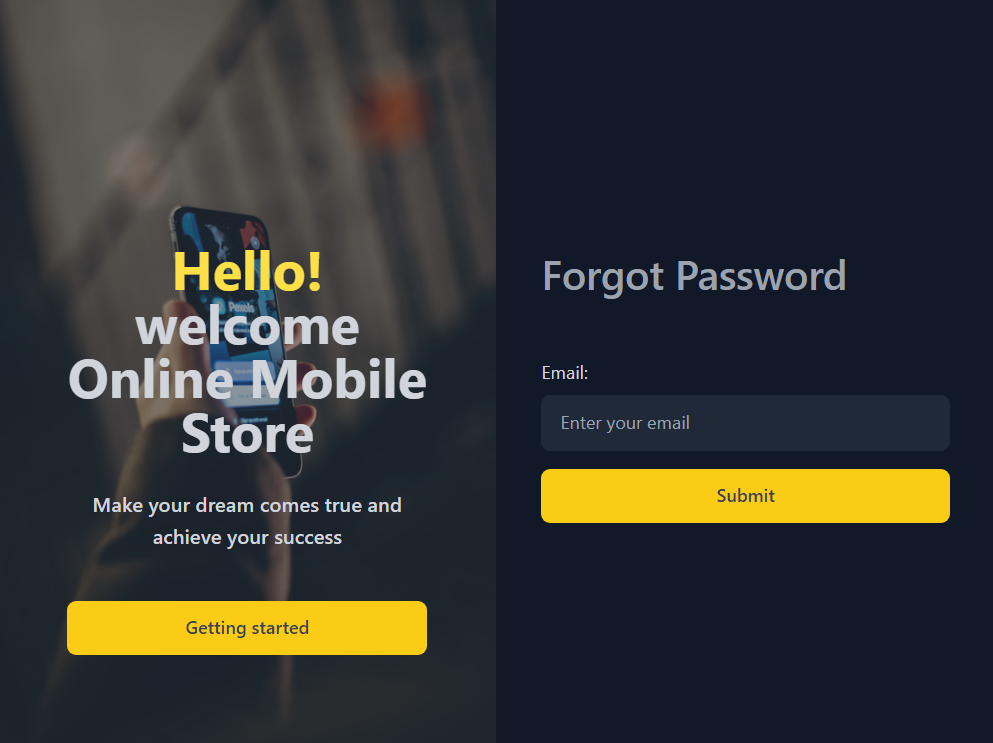 Hello!
welcome
Online Mobile
Store
Make your dream comes true and
achieve your success
Getting started
Forgot Password
Email:
Enter your email
Submit